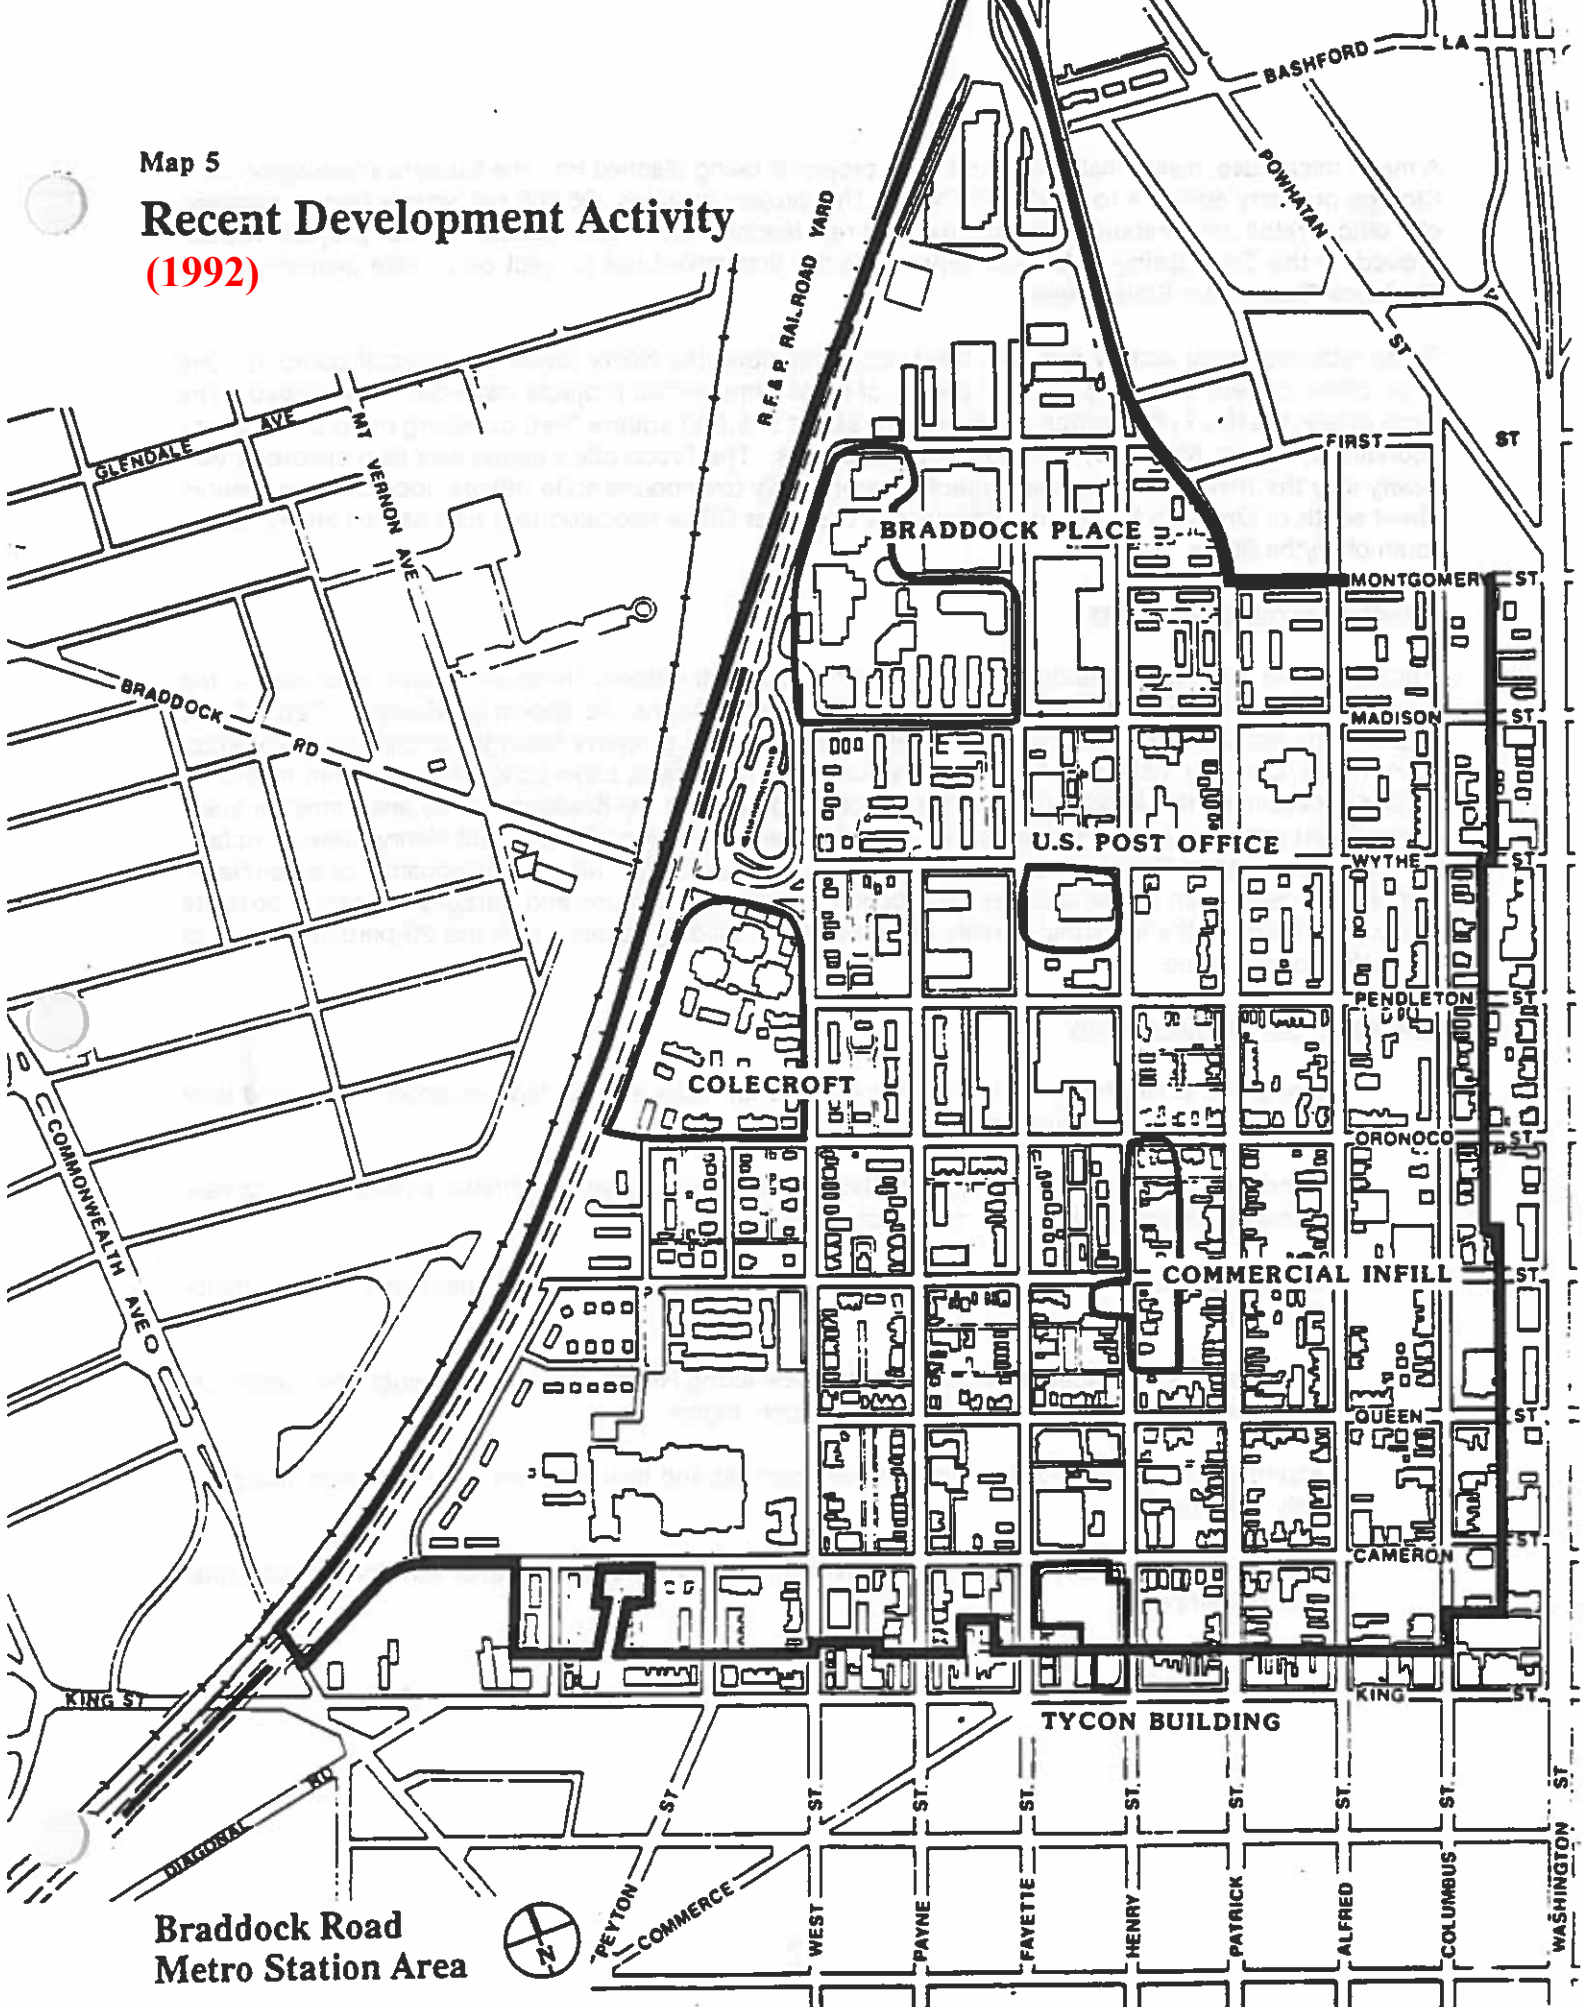 Map 5
Recent Development Activity
(1992)
BASHFORD LA
POWHATAN ST
R.F. & P. RAILROAD YARD
GLENDALE AVE
MT VERNON AVE
FIRST ST
BRADDOCK PLACE
MONTGOMERY ST
BRADDOCK RD
MADISON ST
U.S. POST OFFICE
WYTHE ST
PENDLETON ST
COLECROFT
COMMONWEALTH AVE
ORONOCO ST
COMMERCIAL INFILL ST
QUEEN ST
CAMERON ST
KING ST
KING ST.
TYCON BUILDING
DIAGONAL RD
PEYTON ST
COMMERCE
WEST ST.
PAYNE ST.
FAYETTE ST.
HENRY ST.
PATRICK ST.
ALFRED ST.
COLUMBUS ST.
WASHINGTON ST
Braddock Road
Metro Station Area
N